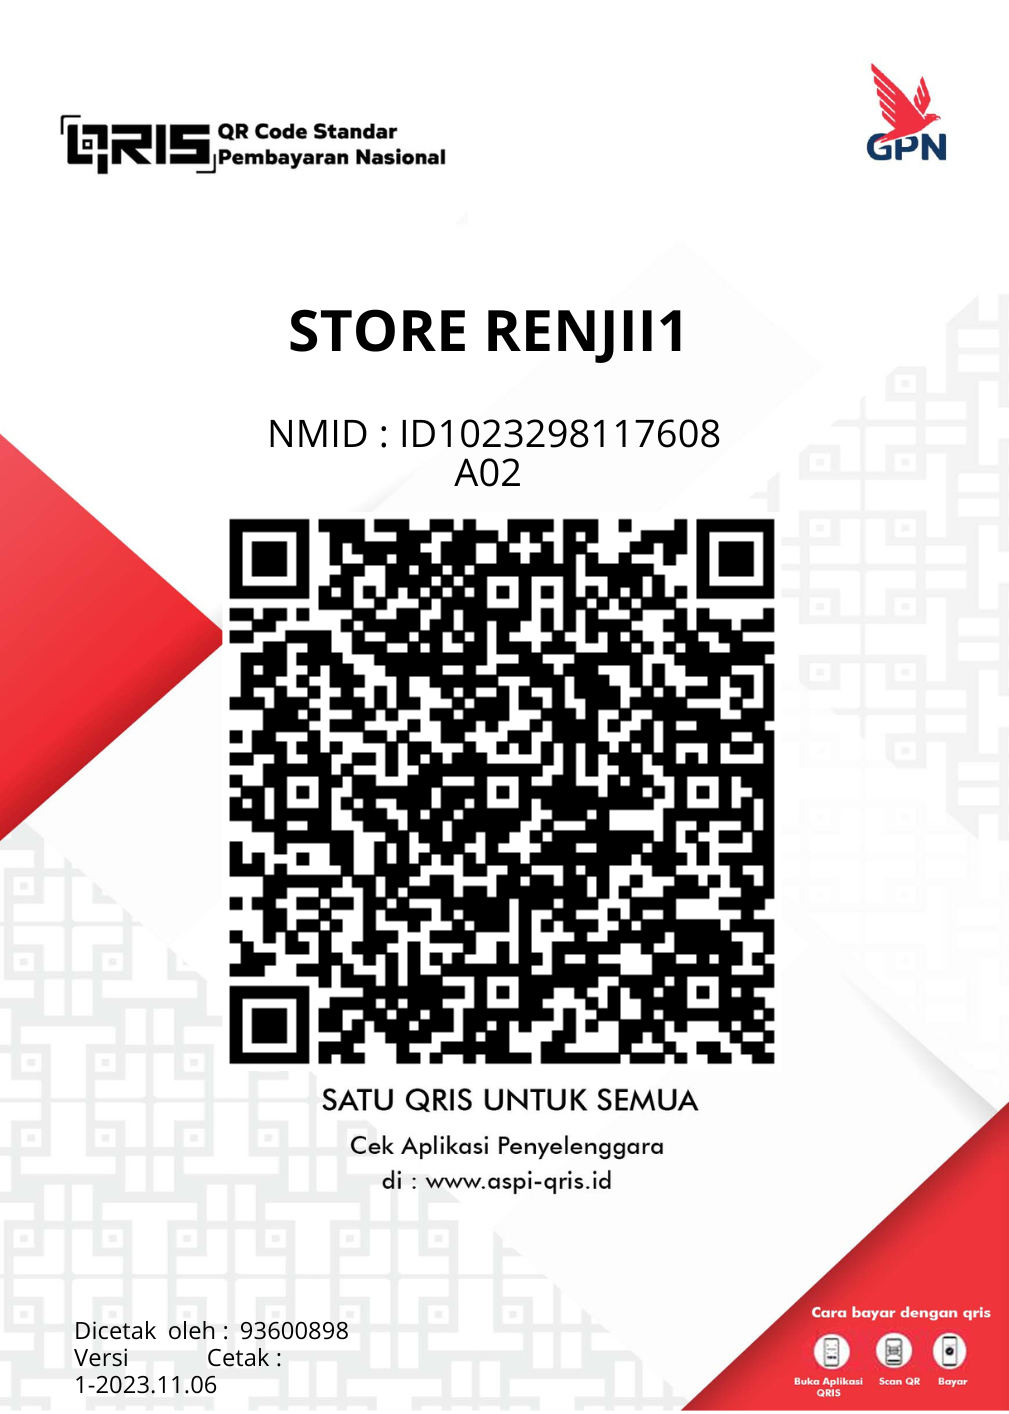 QRIS QR Code Standar
Pembayaran Nasional
GPN
STORE RENJII1
NMID : ID1023298117608
A02
SATU QRIS UNTUK SEMUA
Cek Aplikasi Penyelenggara
di : www.aspi-qris.id
Dicetak oleh : 93600898
Versi Cetak :
1-2023.11.06
Cara bayar dengan qris
Buka Aplikasi
QRIS
Scan QR
Bayar